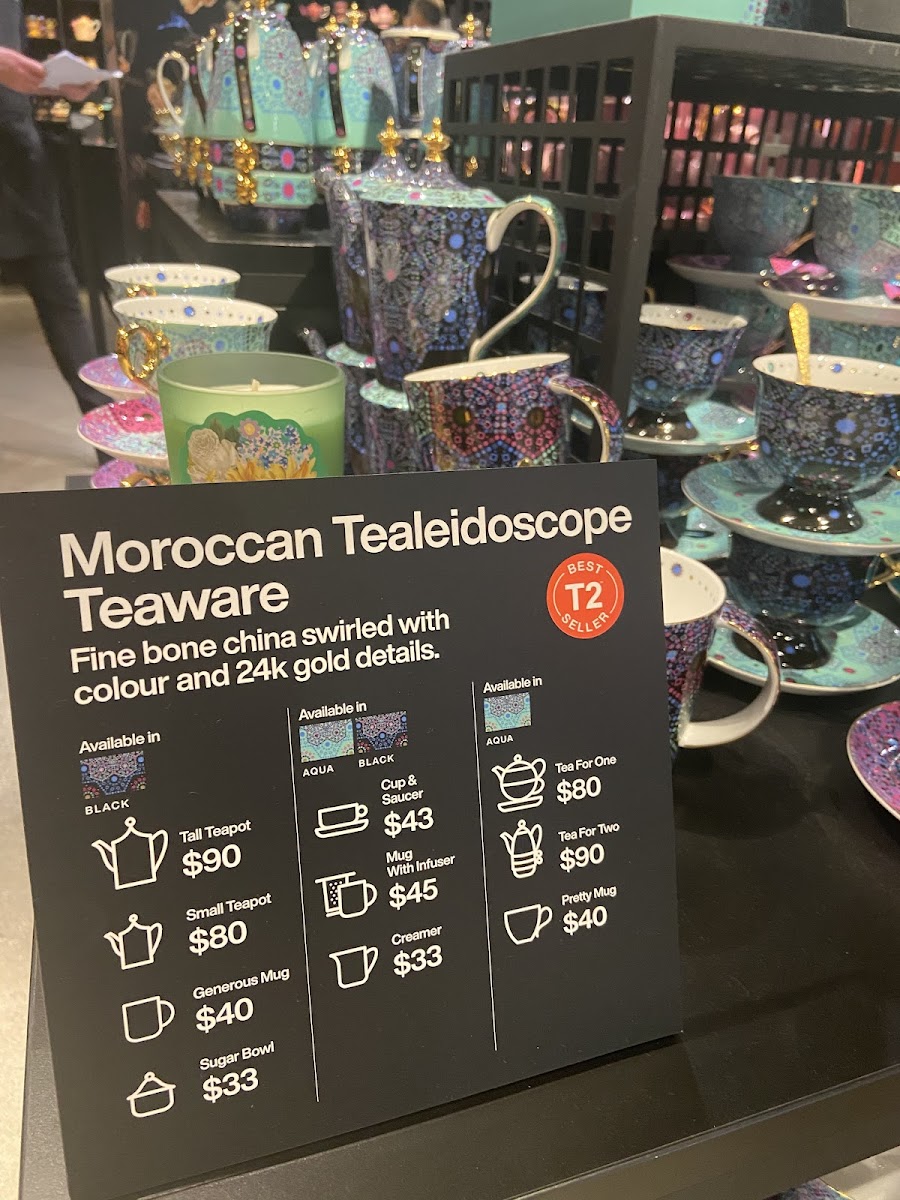 Moroccan Tealeidoscope
Teaware
Fine bone china swirled with
colour and 24k gold details.
BEST
T2
SELLER
Available in
BLACK
Tall Teapot
$90
Small Teapot
$80
Generous Mug
$40
Sugar Bowl
$33
Available in
AQUA
BLACK
Cup &
Saucer
$43
Mug
With Infuser
$45
Creamer
$33
Available in
AQUA
Tea For One
$80
Tea For Two
$90
Pretty Mug
$40